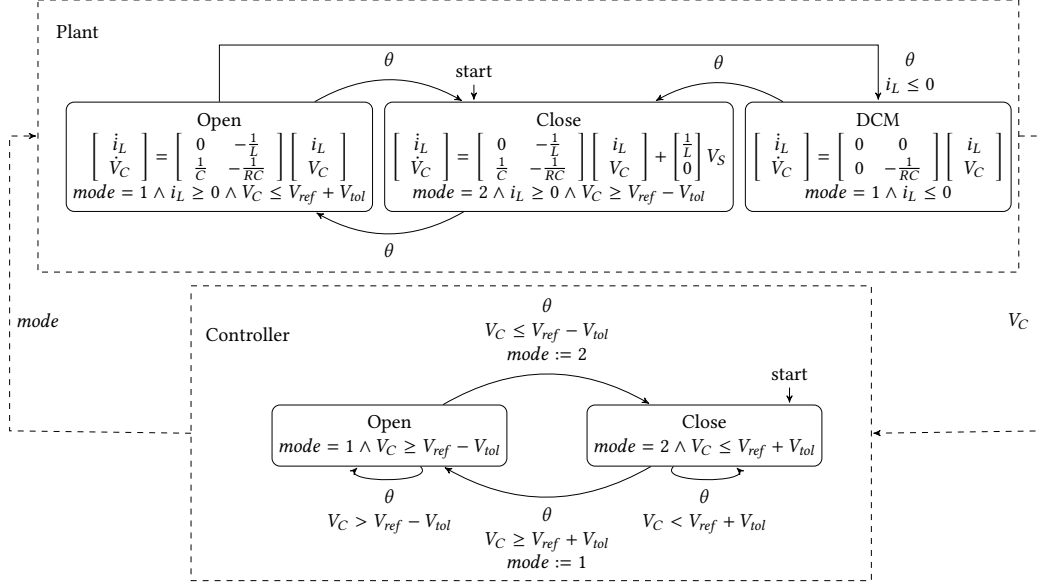 Plant
θ
θ
i_L ≤ 0
θ
start
Open
[ i̇_L V̇_C ] = [ 0 −1/L 1/C −1/RC ] [ i_L V_C ]
mode = 1 ∧ i_L ≥ 0 ∧ V_C ≤ V_ref + V_tol
Close
[ i̇_L V̇_C ] = [ 0 −1/L 1/C −1/RC ] [ i_L V_C ] + [ 1/L 0 ] V_S
mode = 2 ∧ i_L ≥ 0 ∧ V_C ≥ V_ref − V_tol
DCM
[ i̇_L V̇_C ] = [ 0 0 0 −1/RC ] [ i_L V_C ]
mode = 1 ∧ i_L ≤ 0
θ
mode
V_C
Controller
θ
V_C ≤ V_ref − V_tol
mode := 2
start
Open
mode = 1 ∧ V_C ≥ V_ref − V_tol
Close
mode = 2 ∧ V_C ≤ V_ref + V_tol
θ
V_C > V_ref − V_tol
θ
V_C ≥ V_ref + V_tol
mode := 1
θ
V_C < V_ref + V_tol